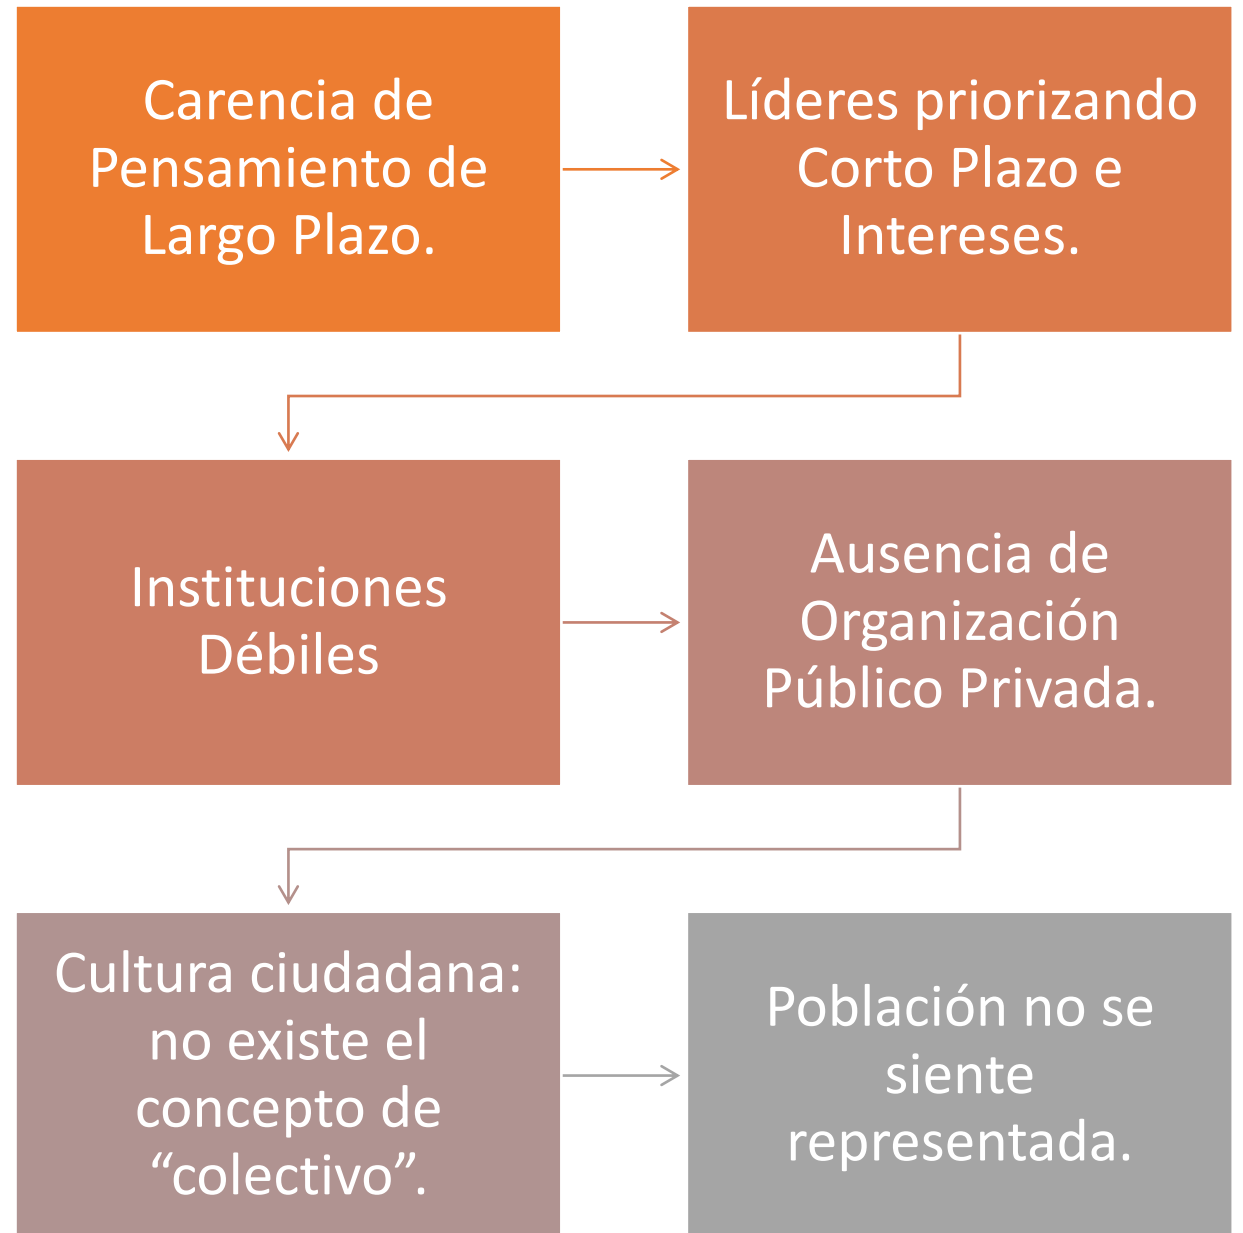 Carencia de
Pensamiento de
Largo Plazo.
Líderes priorizando
Corto Plazo e
Intereses.
Instituciones
Débiles
Ausencia de
Organización
Público Privada.
Cultura ciudadana:
no existe el
concepto de
“colectivo”.
Población no se
siente
representada.